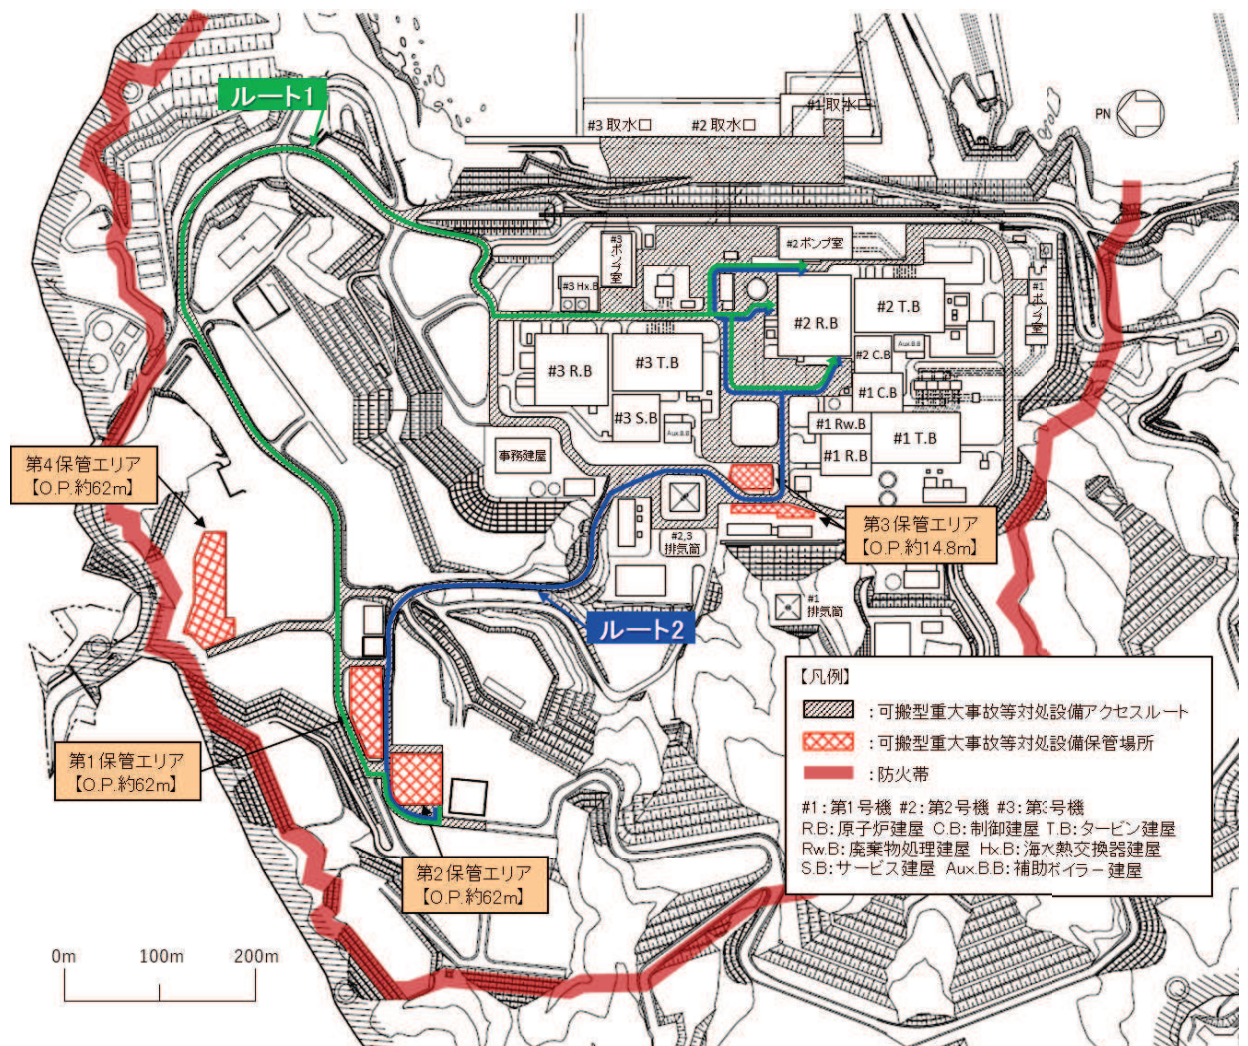 ルート1
#1 取水口
#3 取水口
#2 取水口
PN
#3
ポンプ室
#2 ポンプ室
#3 Hx.B
#1
ポンプ室
#2 R.B
#2 T.B
#3 R.B
#3 T.B
#2 C.B
Aux.B.B
#1 C.B
#3 S.B
Aux.B.B
#1 Rw.B
#1 T.B
#1 R.B
事務建屋
第4保管エリア
【O.P.約62m】
第3保管エリア
【O.P.約14.8m】
#2,3
排気筒
#1
排気筒
ルート2
第1保管エリア
【O.P.約62m】
第2保管エリア
【O.P.約62m】
【凡例】
:可搬型重大事故等対処設備アクセスルート
:可搬型重大事故等対処設備保管場所
:防火帯
#1:第1号機 #2:第2号機 #3:第3号機
R.B:原子炉建屋 C.B:制御建屋 T.B:タービン建屋
Rw.B:廃棄物処理建屋 Hx.B:海水熱交換器建屋
S.B:サービス建屋 Aux.B.B:補助ボイラー建屋
0m 100m 200m